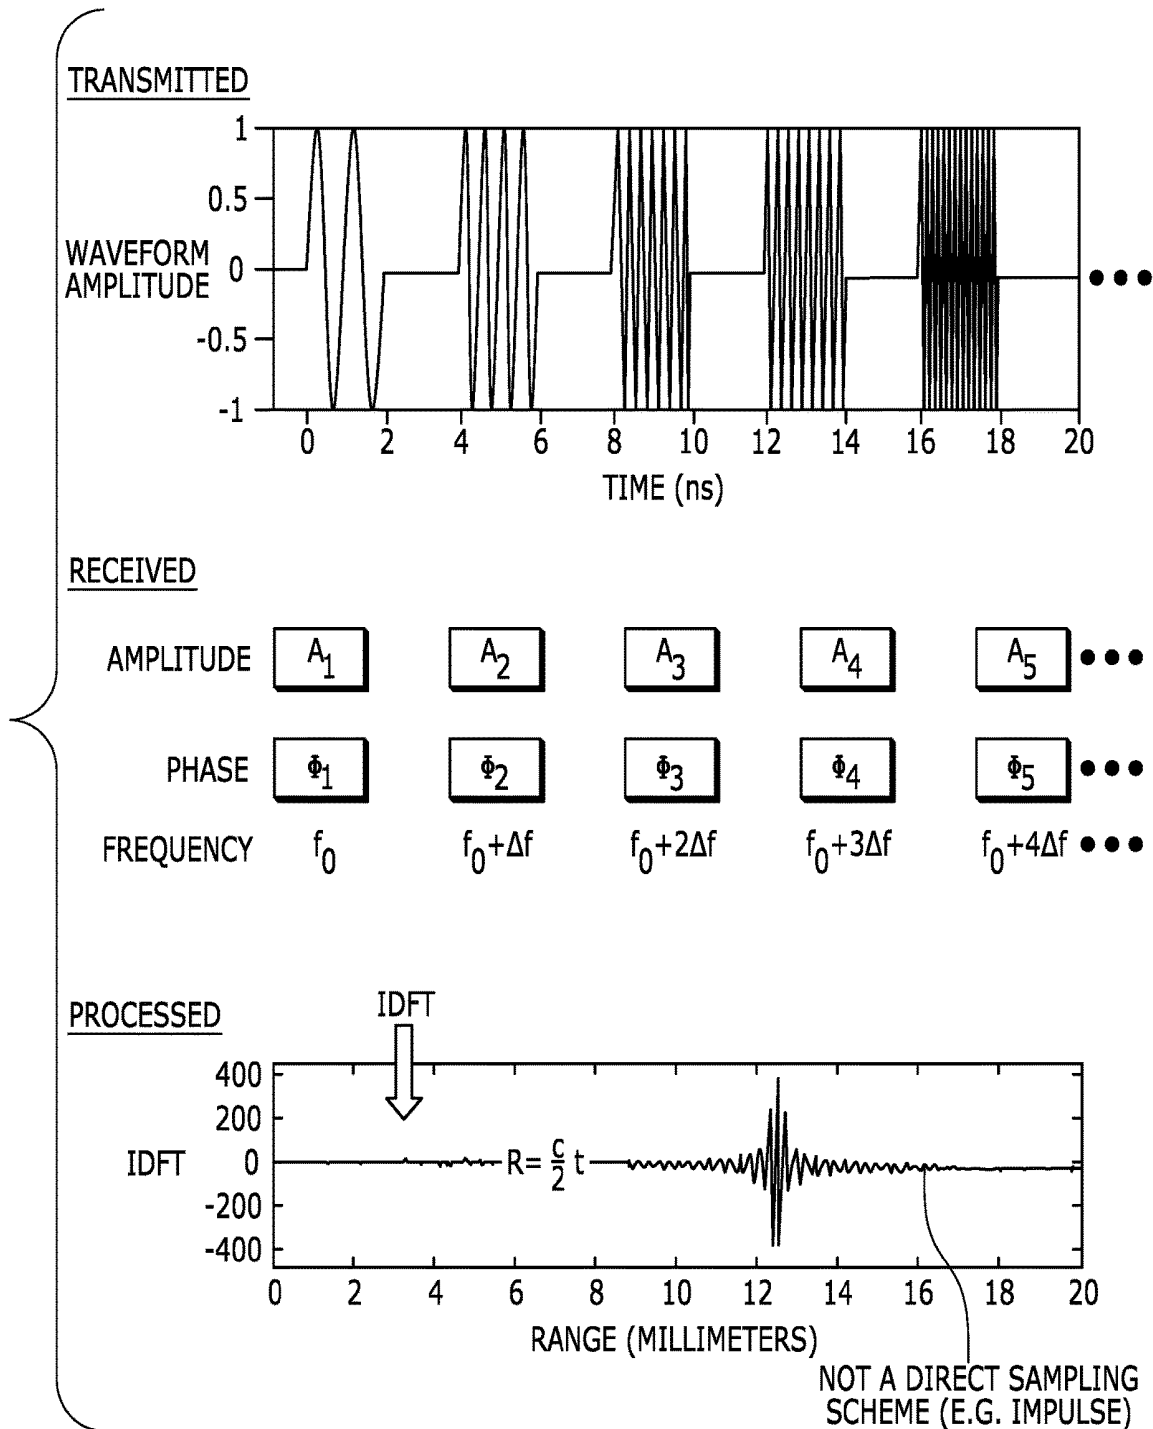 TRANSMITTED
1
0.5
WAVEFORM
AMPLITUDE
0
-0.5
-1
0 2 4 6 8 10 12 14 16 18 20
TIME (ns)
RECEIVED
AMPLITUDE A1 A2 A3 A4 A5 •••
PHASE Φ1 Φ2 Φ3 Φ4 Φ5 •••
FREQUENCY f0 f0+Δf f0+2Δf f0+3Δf f0+4Δf •••
PROCESSED
IDFT
400
200
IDFT 0 R= c/2 t
-200
-400
0 2 4 6 8 10 12 14 16 18 20
RANGE (MILLIMETERS)
NOT A DIRECT SAMPLING
SCHEME (E.G. IMPULSE)